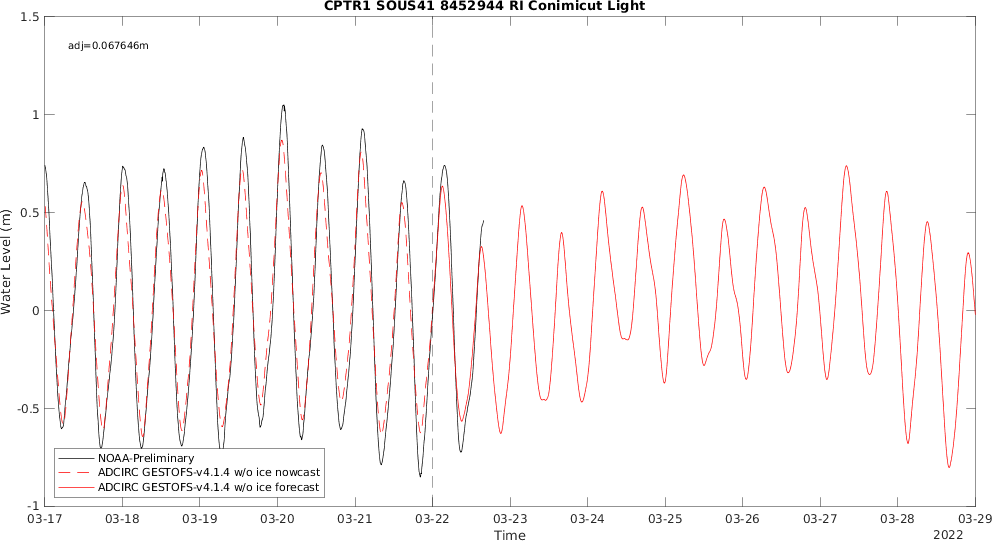 CPTR1 SOUS41 8452944 RI Conimicut Light
adj=0.067646m
Water Level (m)
1.5
1
0.5
0
-0.5
-1
NOAA-Preliminary
ADCIRC GESTOFS-v4.1.4 w/o ice nowcast
ADCIRC GESTOFS-v4.1.4 w/o ice forecast
03-17 03-18 03-19 03-20 03-21 03-22 03-23 03-24 03-25 03-26 03-27 03-28 03-29
Time
2022